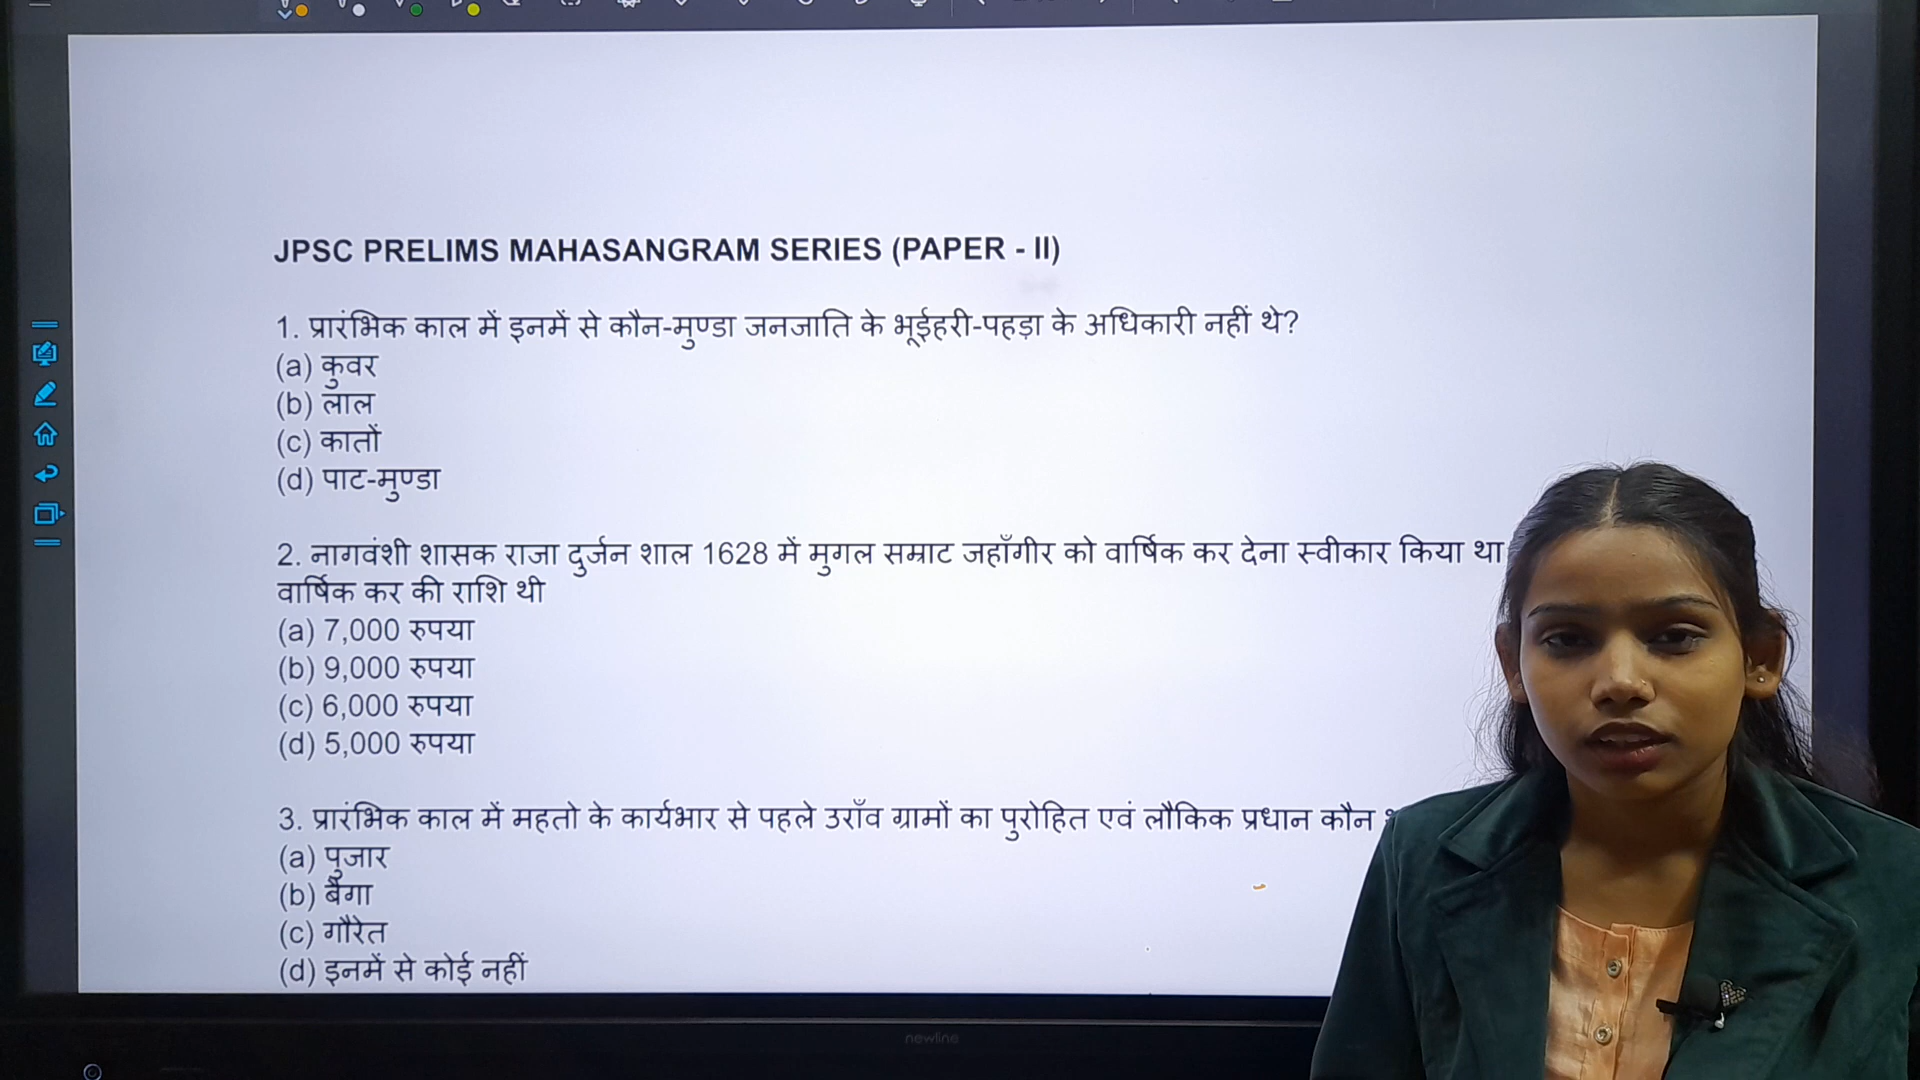 JPSC PRELIMS MAHASANGRAM SERIES (PAPER - II)
1. प्रारंभिक काल में इनमें से कौन-मुण्डा जनजाति के भूईहरी-पहड़ा के अधिकारी नहीं थे?
(a) कुवर
(b) लाल
(c) कार्तो
(d) पाट-मुण्डा
2. नागवंशी शासक राजा दुर्जन शाल 1628 में मुगल सम्राट जहाँगीर को वार्षिक कर देना स्वीकार किया था
वार्षिक कर की राशि थी
(a) 7,000 रुपया
(b) 9,000 रुपया
(c) 6,000 रुपया
(d) 5,000 रुपया
3. प्रारंभिक काल में महतो के कार्यभार से पहले उराँव ग्रामों का पुरोहित एवं लौकिक प्रधान कौन
(a) पुजार
(b) बैगा
(c) गौरेत
(d) इनमें से कोई नहीं
newline